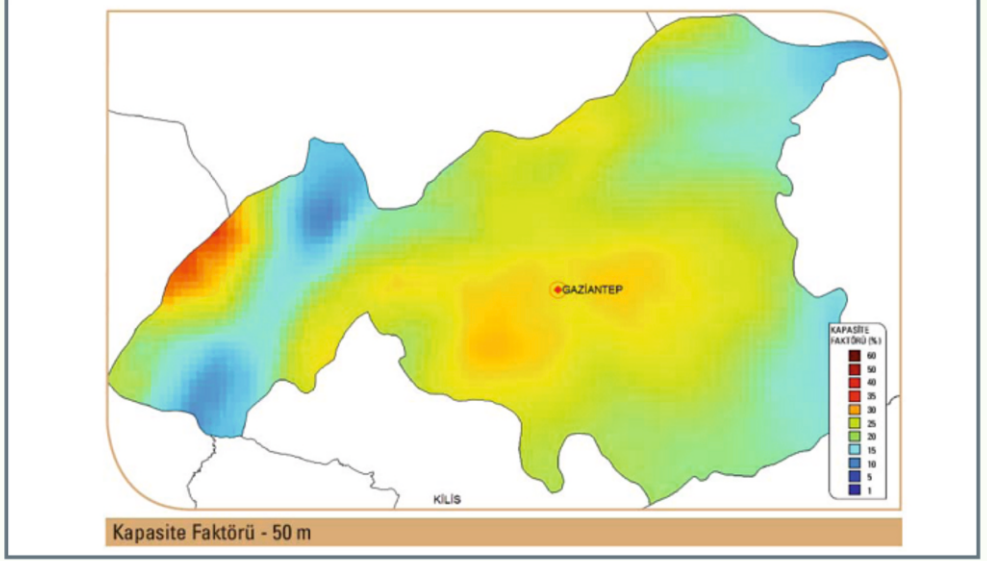 GAZİANTEP
KAPASİTE
FAKTÖRÜ (%)
60
50
40
35
30
25
20
15
10
5
1
KİLİS
Kapasite Faktörü - 50 m